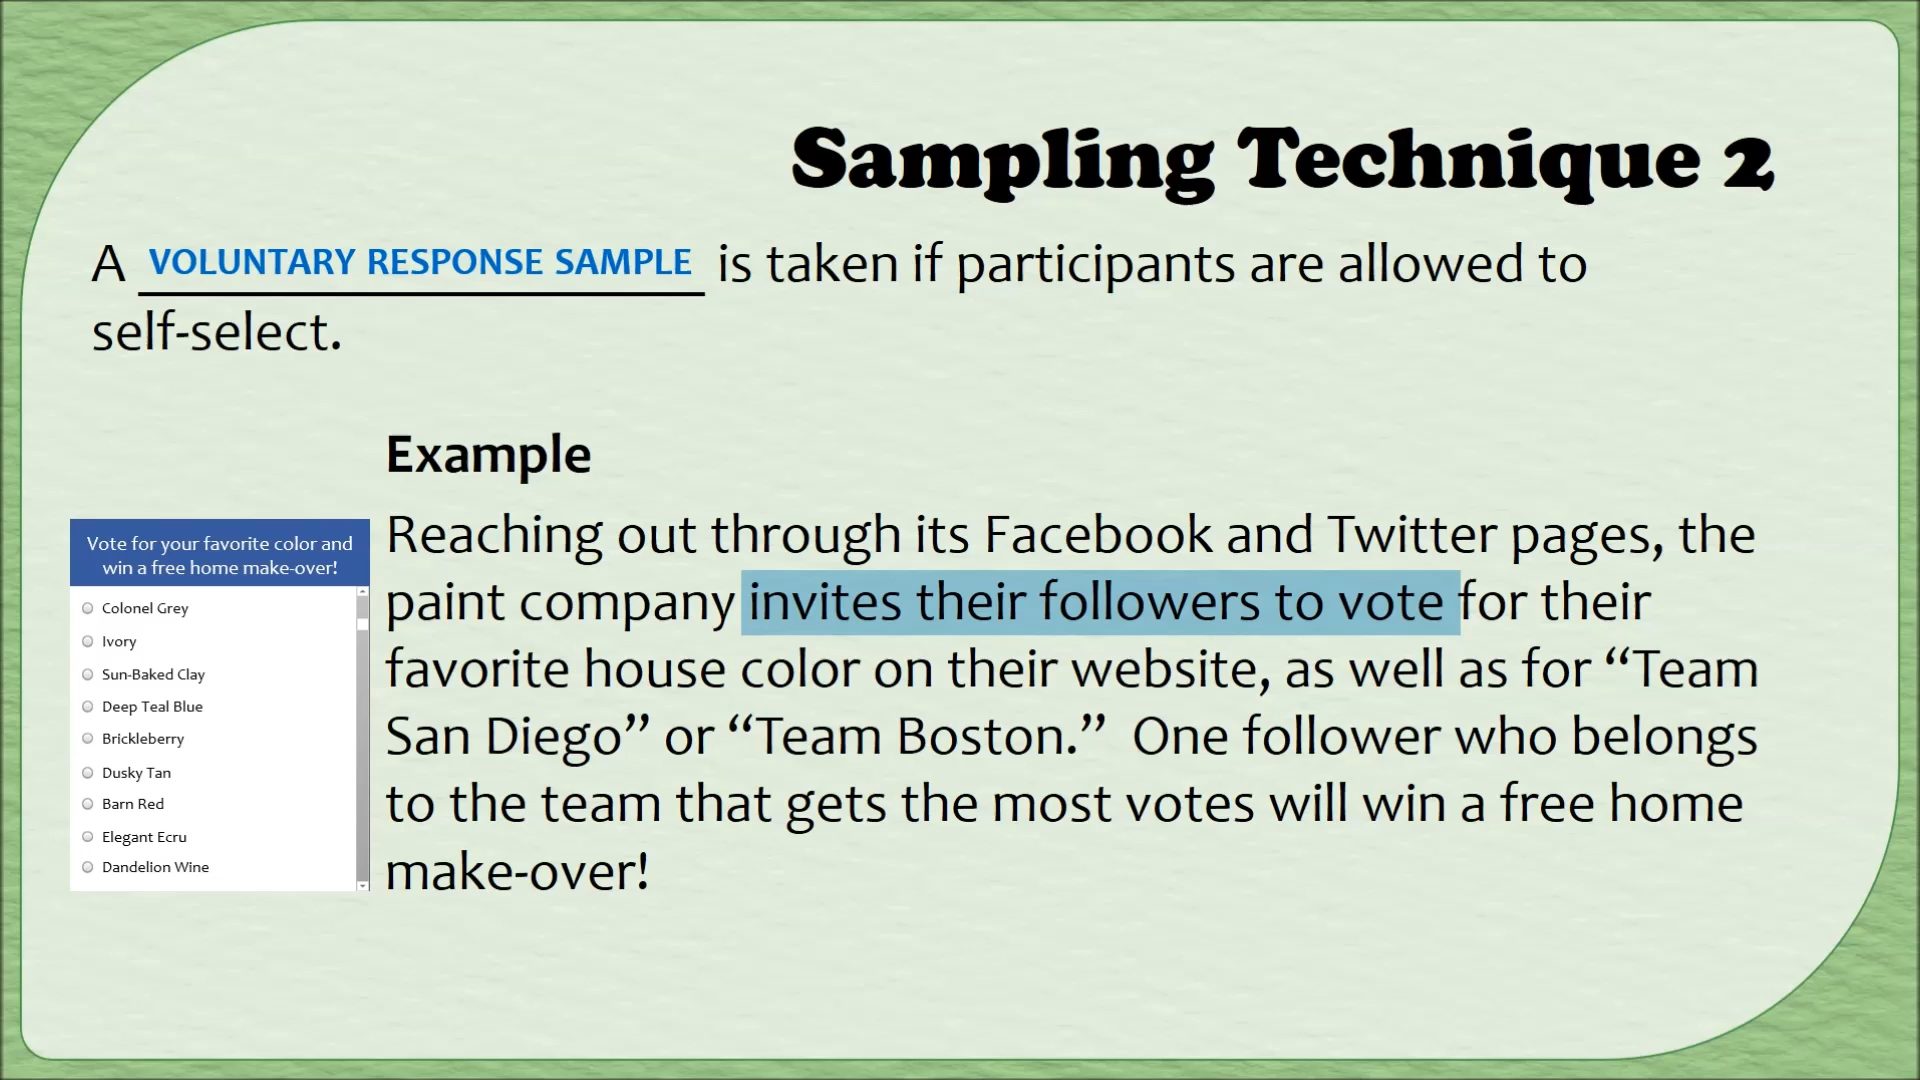 Sampling Technique 2
A VOLUNTARY RESPONSE SAMPLE is taken if participants are allowed to
self-select.
Example
Reaching out through its Facebook and Twitter pages, the
paint company invites their followers to vote for their
favorite house color on their website, as well as for “Team
San Diego” or “Team Boston.” One follower who belongs
to the team that gets the most votes will win a free home
make-over!
Vote for your favorite color and
win a free home make-over!
Colonel Grey
Ivory
Sun-Baked Clay
Deep Teal Blue
Brickleberry
Dusky Tan
Barn Red
Elegant Ecru
Dandelion Wine